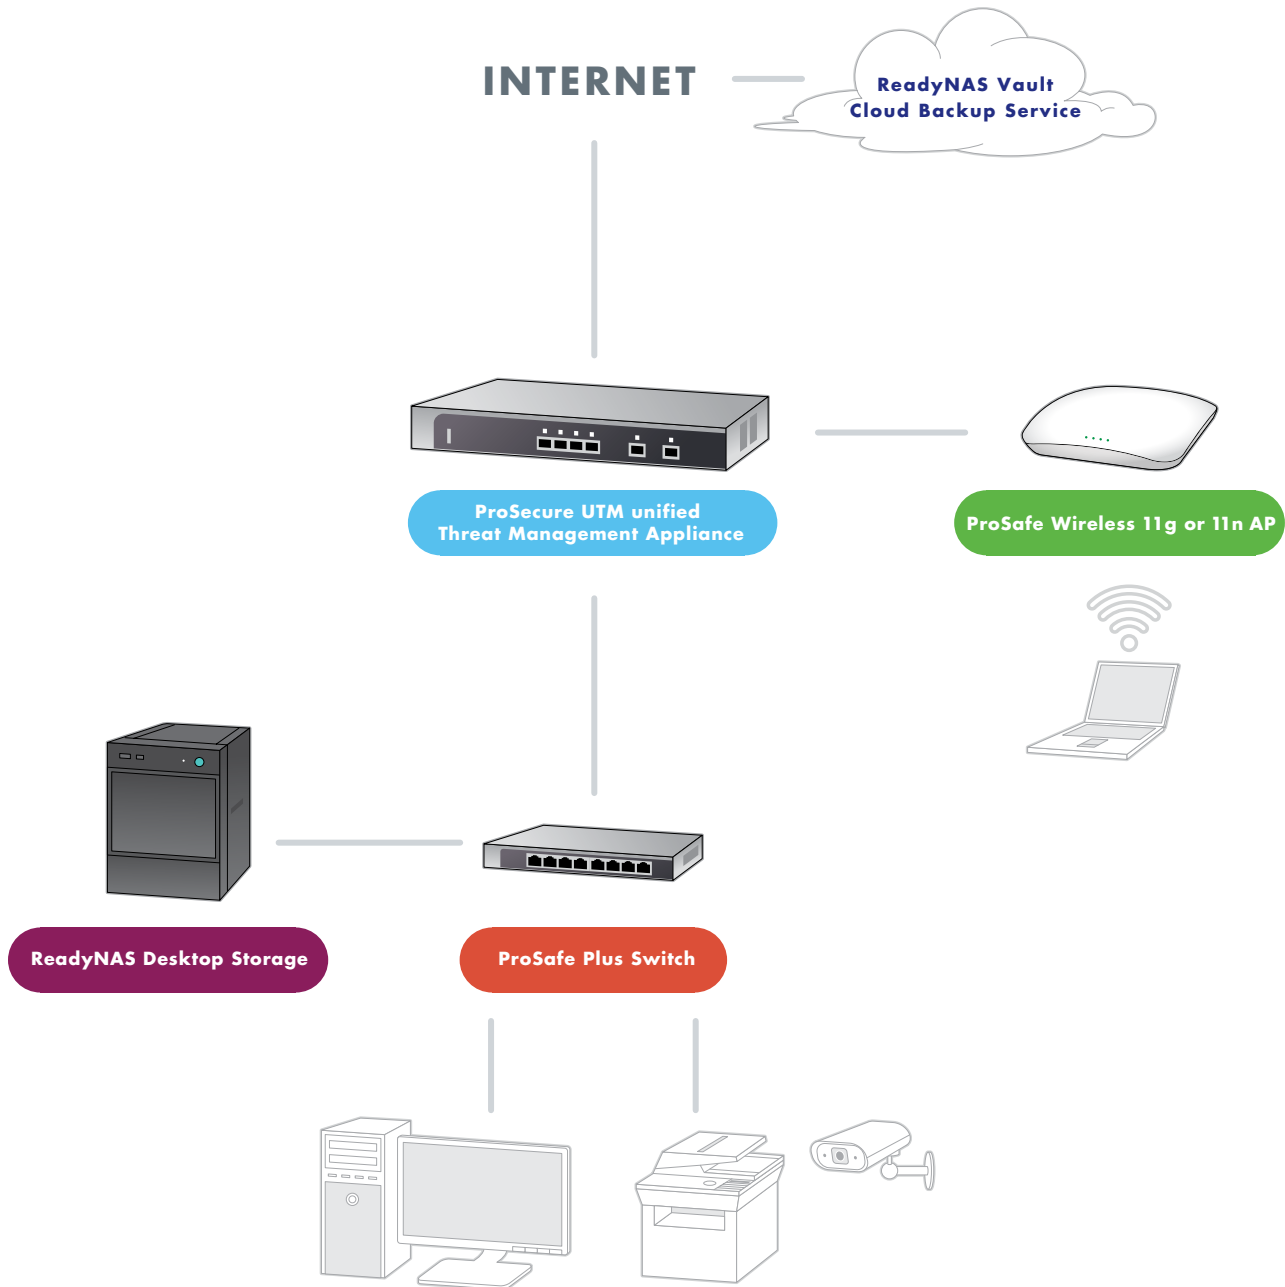 INTERNET
ReadyNAS Vault
Cloud Backup Service
ProSecure UTM unified
Threat Management Appliance
ProSafe Wireless 11g or 11n AP
ReadyNAS Desktop Storage
ProSafe Plus Switch